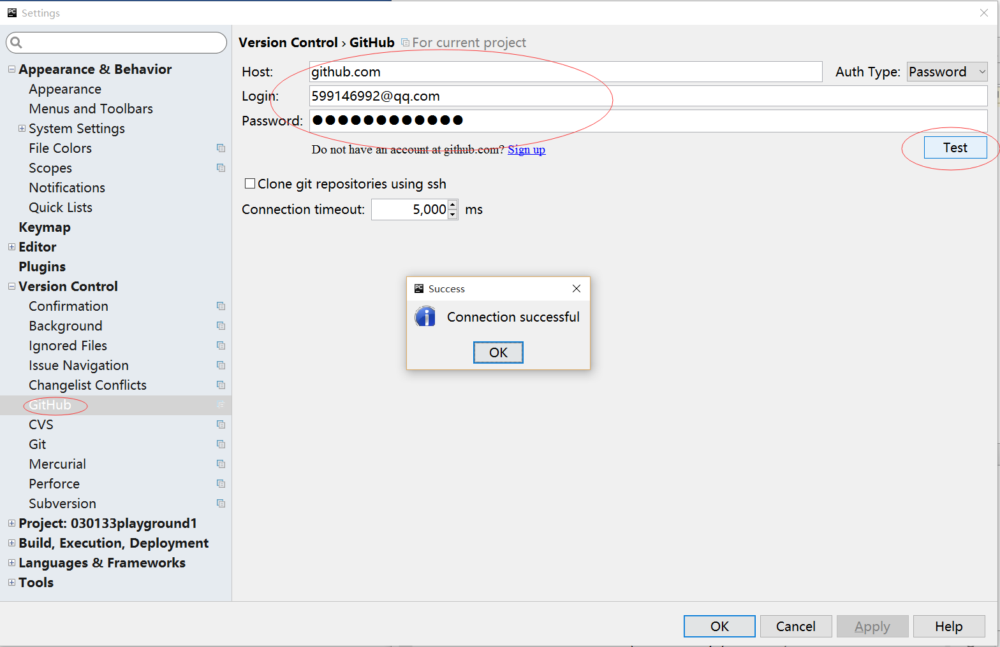 PC Settings
Version Control › GitHub For current project
Appearance & Behavior
Appearance
Menus and Toolbars
System Settings
File Colors
Scopes
Notifications
Quick Lists
Keymap
Editor
Plugins
Version Control
Confirmation
Background
Ignored Files
Issue Navigation
Changelist Conflicts
GitHub
CVS
Git
Mercurial
Perforce
Subversion
Project: 030133playground1
Build, Execution, Deployment
Languages & Frameworks
Tools
Host: github.com Auth Type: Password
Login: 599146992@qq.com
Password: ●●●●●●●●●●●●
Do not have an account at github.com? Sign up
Test
Clone git repositories using ssh
Connection timeout: 5,000 ms
PC Success
Connection successful
OK
OK Cancel Apply Help